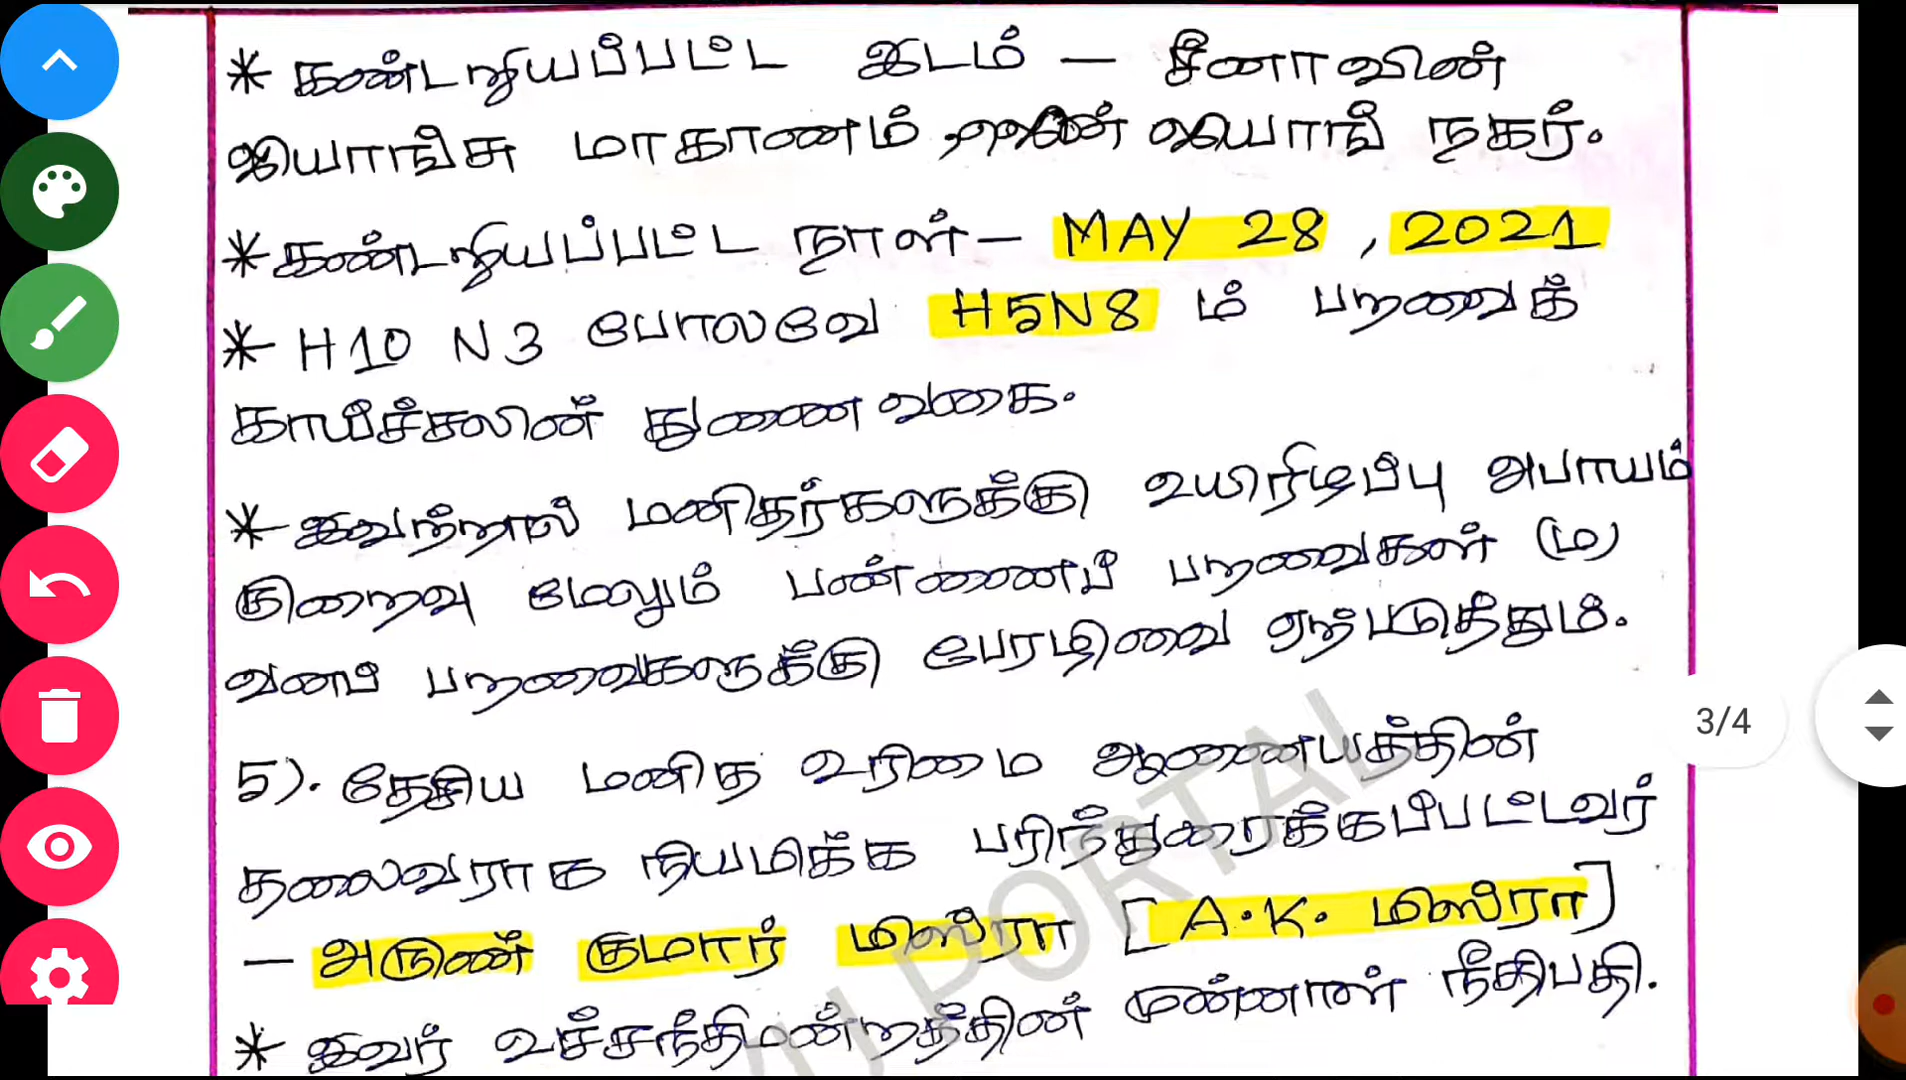 * கண்டறியப்பட்ட இடம் - சீனாவின்
ஜியாங்சு மாகாணம், ஜியாங் நகர்.
* கண்டறியப்பட்ட நாள் - MAY 28, 2021
* H10 N3 போலவே H5N8 ம் பறவைக்
காய்ச்சலின் துணை வகை.
* இவற்றால் மனிதர்களுக்கு உயிரிழப்பு அபாயம்
குறைவு மேலும் பண்ணைப் பறவைகள் (ம)
வனப் பறவைகளுக்கு பேரழிவை ஏற்படுத்தும்.
3/4
5). தேசிய மனித உரிமை ஆணையத்தின்
தலைவராக நியமிக்க பரிந்துரைக்கப்பட்டவர்
- அருண் குமார் மிஸ்ரா [A.K. மிஸ்ரா]
* இவர் உச்சநீதிமன்றத்தின் முன்னாள் நீதிபதி.
PORTAL